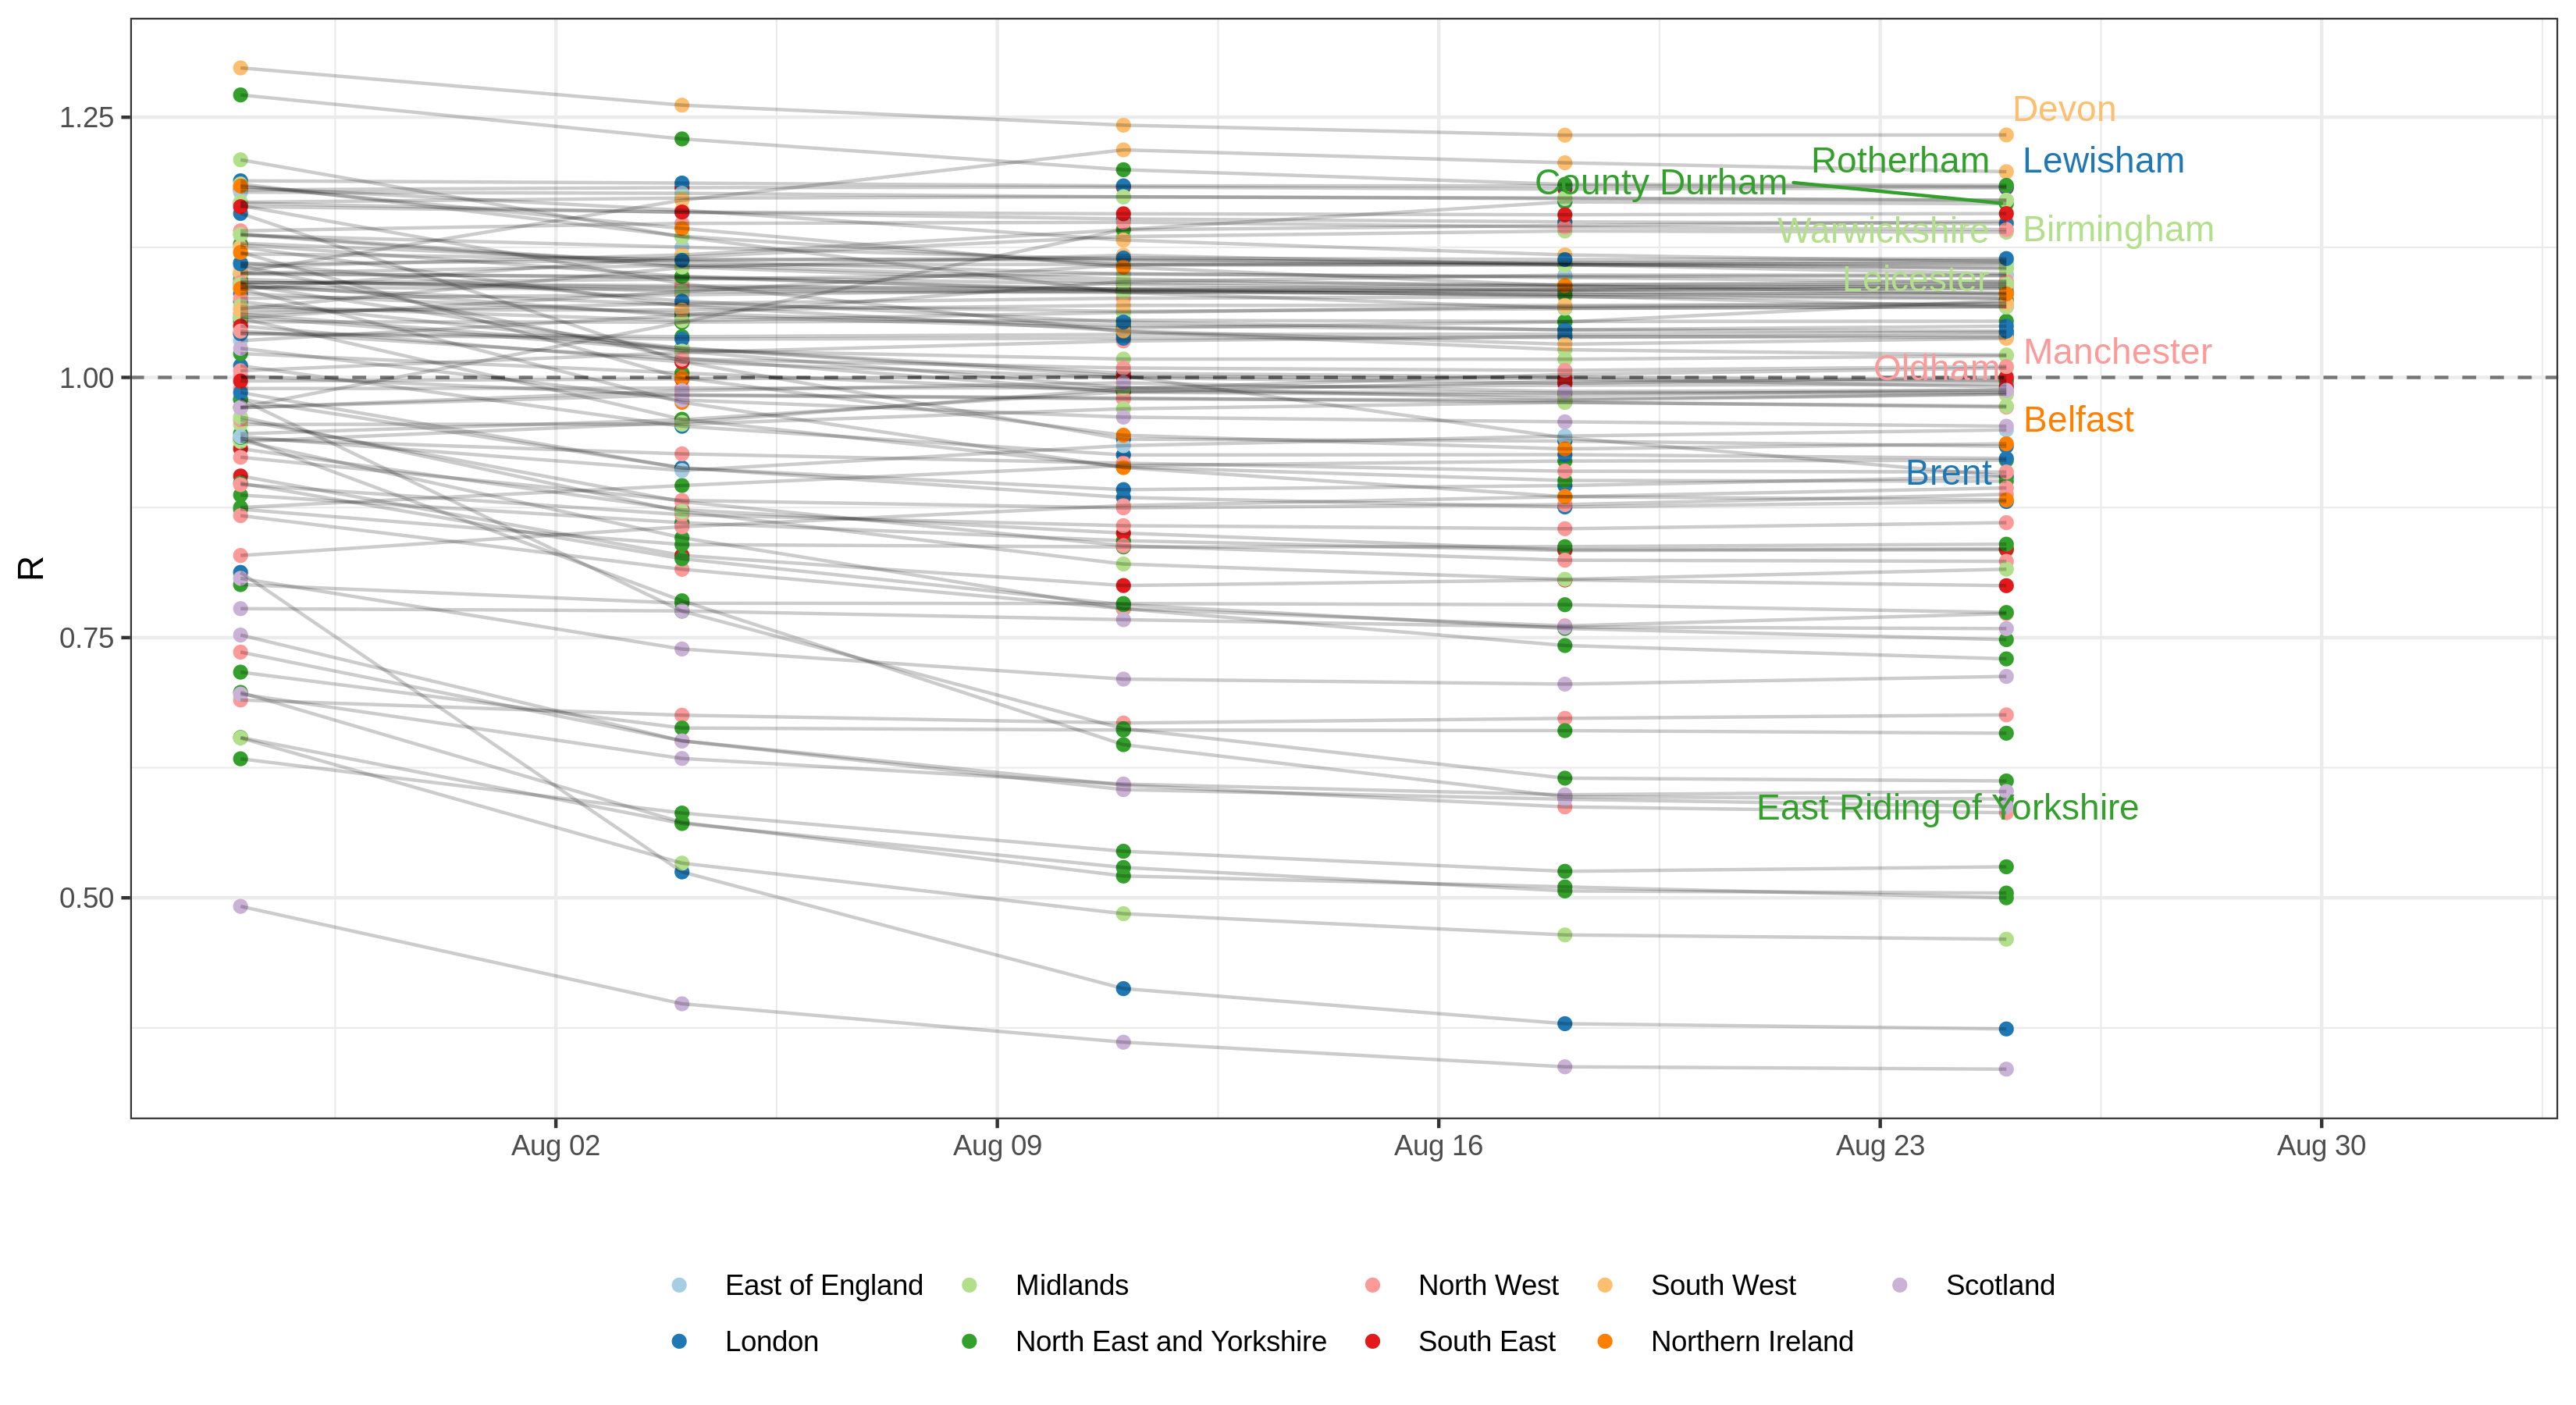 1.25
1.00
0.75
0.50
R
Devon
Rotherham Lewisham
County Durham
Warwickshire Birmingham
Leicester
Manchester
Oldham
Belfast
Brent
East Riding of Yorkshire
Aug 02 Aug 09 Aug 16 Aug 23 Aug 30
East of England Midlands North West South West Scotland
London North East and Yorkshire South East Northern Ireland